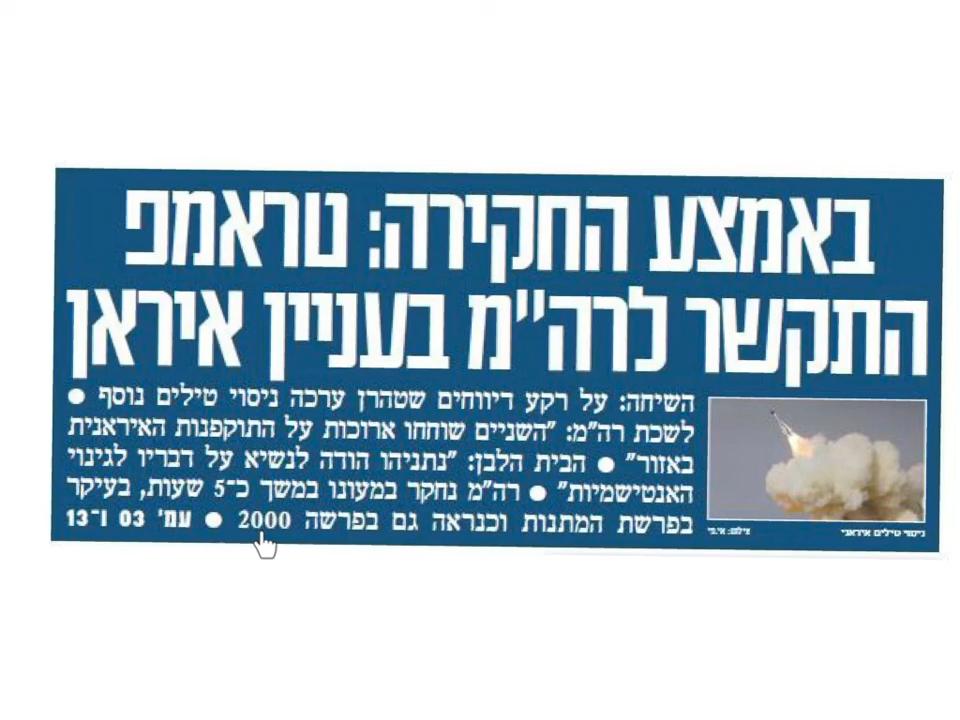 באמצע החקירה: טראמפ
התקשר לרה"מ בעניין איראן
השיחה: על רקע דיווחים שטהרן ערכה ניסוי טילים נוסף ●
לשכת רה"מ: "השניים שוחחו ארוכות על התוקפנות האיראנית
באזור" ● הבית הלבן: "נתניהו הודה לנשיא על דבריו לגינוי
האנטישמיות" ● רה"מ נחקר במעונו במשך כ־5 שעות, בעיקר
בפרשת המתנות וכנראה גם בפרשה 2000 ● עמ' 03 ו־13
ניסוי טילים איראני
צילום: אי.פי